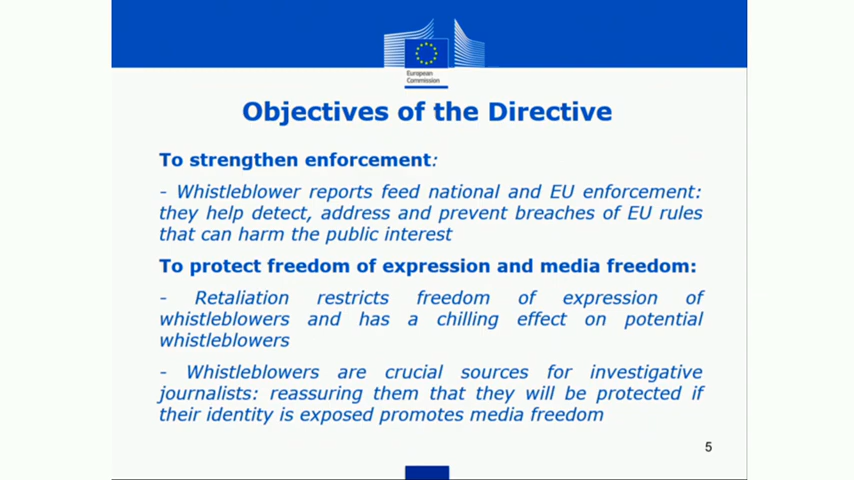 European
Commission
Objectives of the Directive
To strengthen enforcement:
- Whistleblower reports feed national and EU enforcement:
they help detect, address and prevent breaches of EU rules
that can harm the public interest
To protect freedom of expression and media freedom:
- Retaliation restricts freedom of expression of
whistleblowers and has a chilling effect on potential
whistleblowers
- Whistleblowers are crucial sources for investigative
journalists: reassuring them that they will be protected if
their identity is exposed promotes media freedom
5